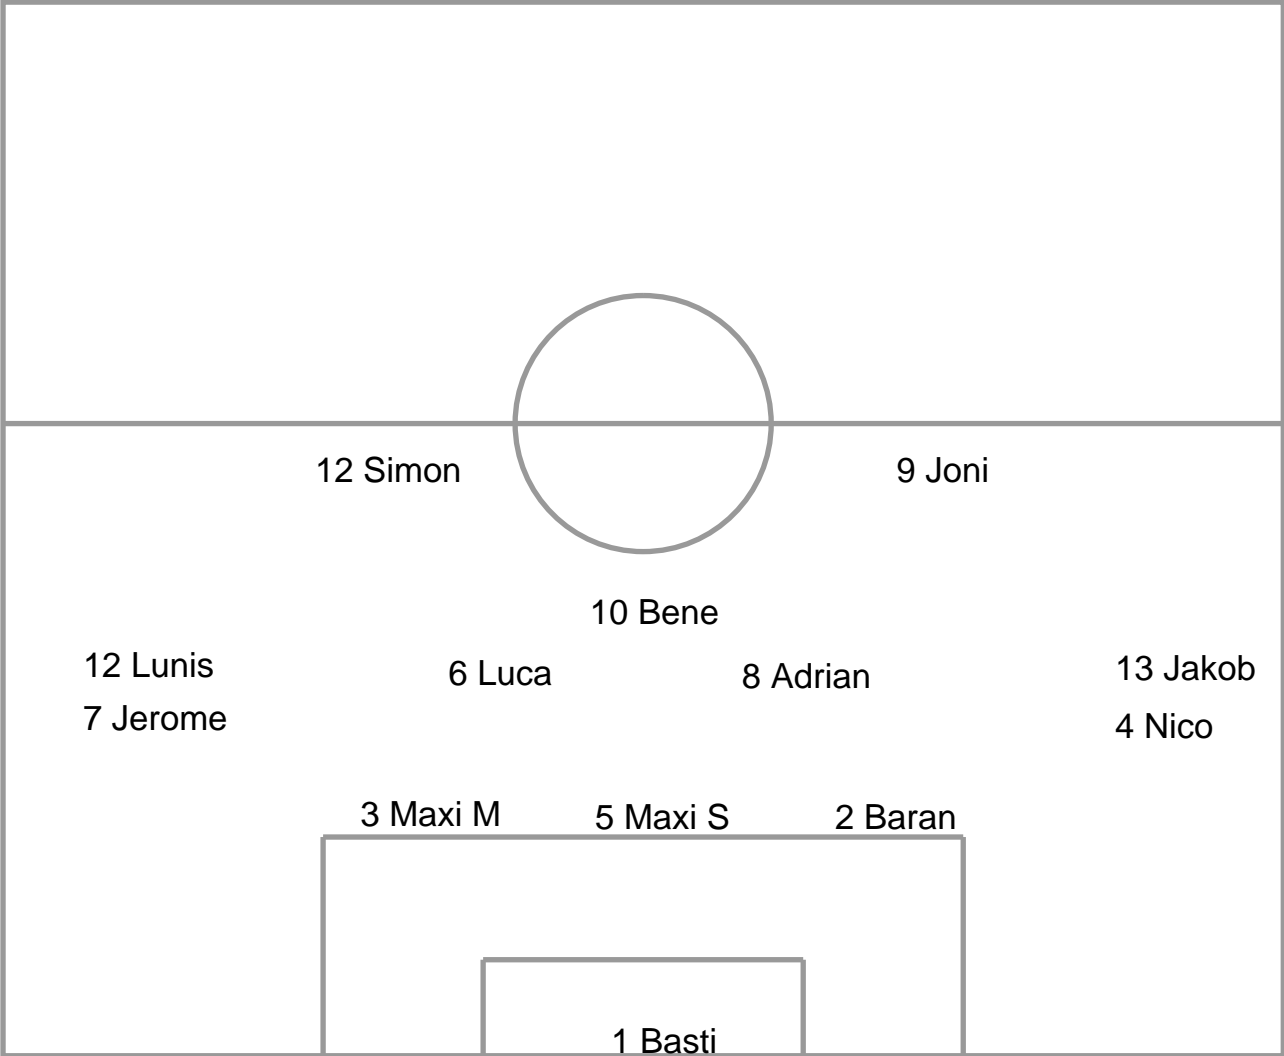 12 Simon
9 Joni
10 Bene
12 Lunis
6 Luca
8 Adrian
13 Jakob
7 Jerome
4 Nico
3 Maxi M
5 Maxi S
2 Baran
1 Basti